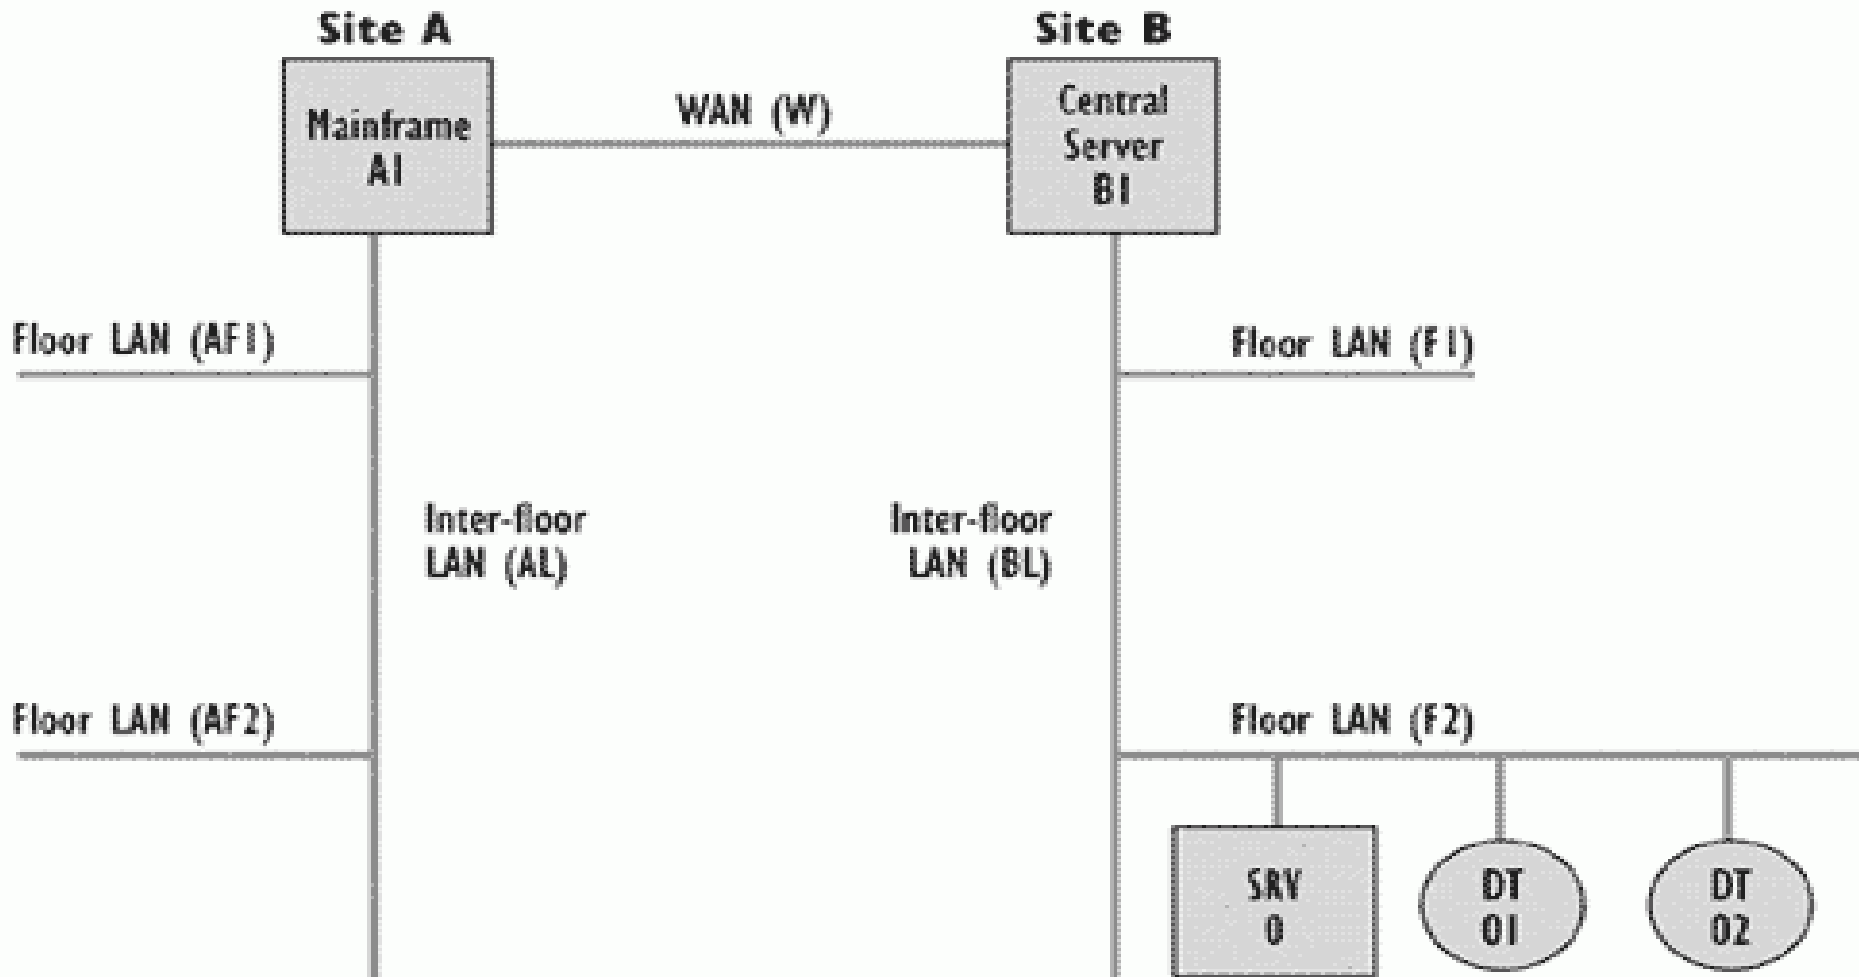 Site A
Site B
Mainframe
A1
WAN (W)
Central
Server
B1
Floor LAN (AF1)
Floor LAN (F1)
Inter-floor
LAN (AL)
Inter-floor
LAN (BL)
Floor LAN (AF2)
Floor LAN (F2)
SRV
0
DT
01
DT
02